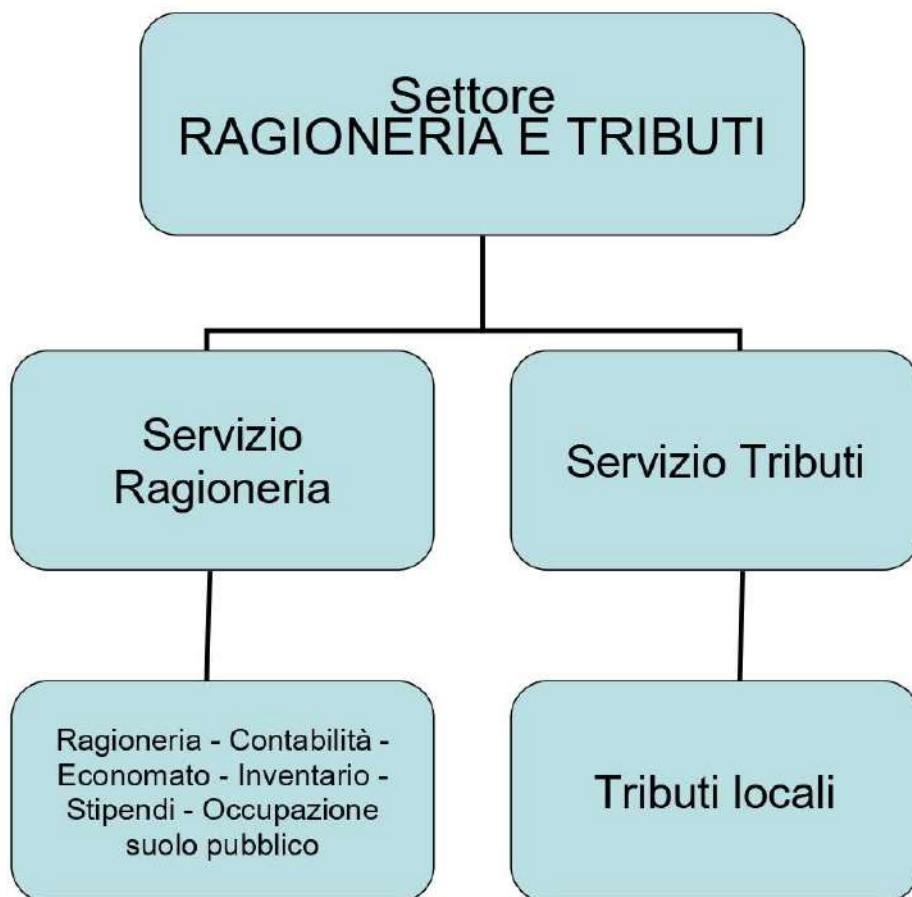 Settore
RAGIONERIA E TRIBUTI
Servizio
Ragioneria
Servizio Tributi
Ragioneria - Contabilità -
Economato - Inventario -
Stipendi - Occupazione
suolo pubblico
Tributi locali